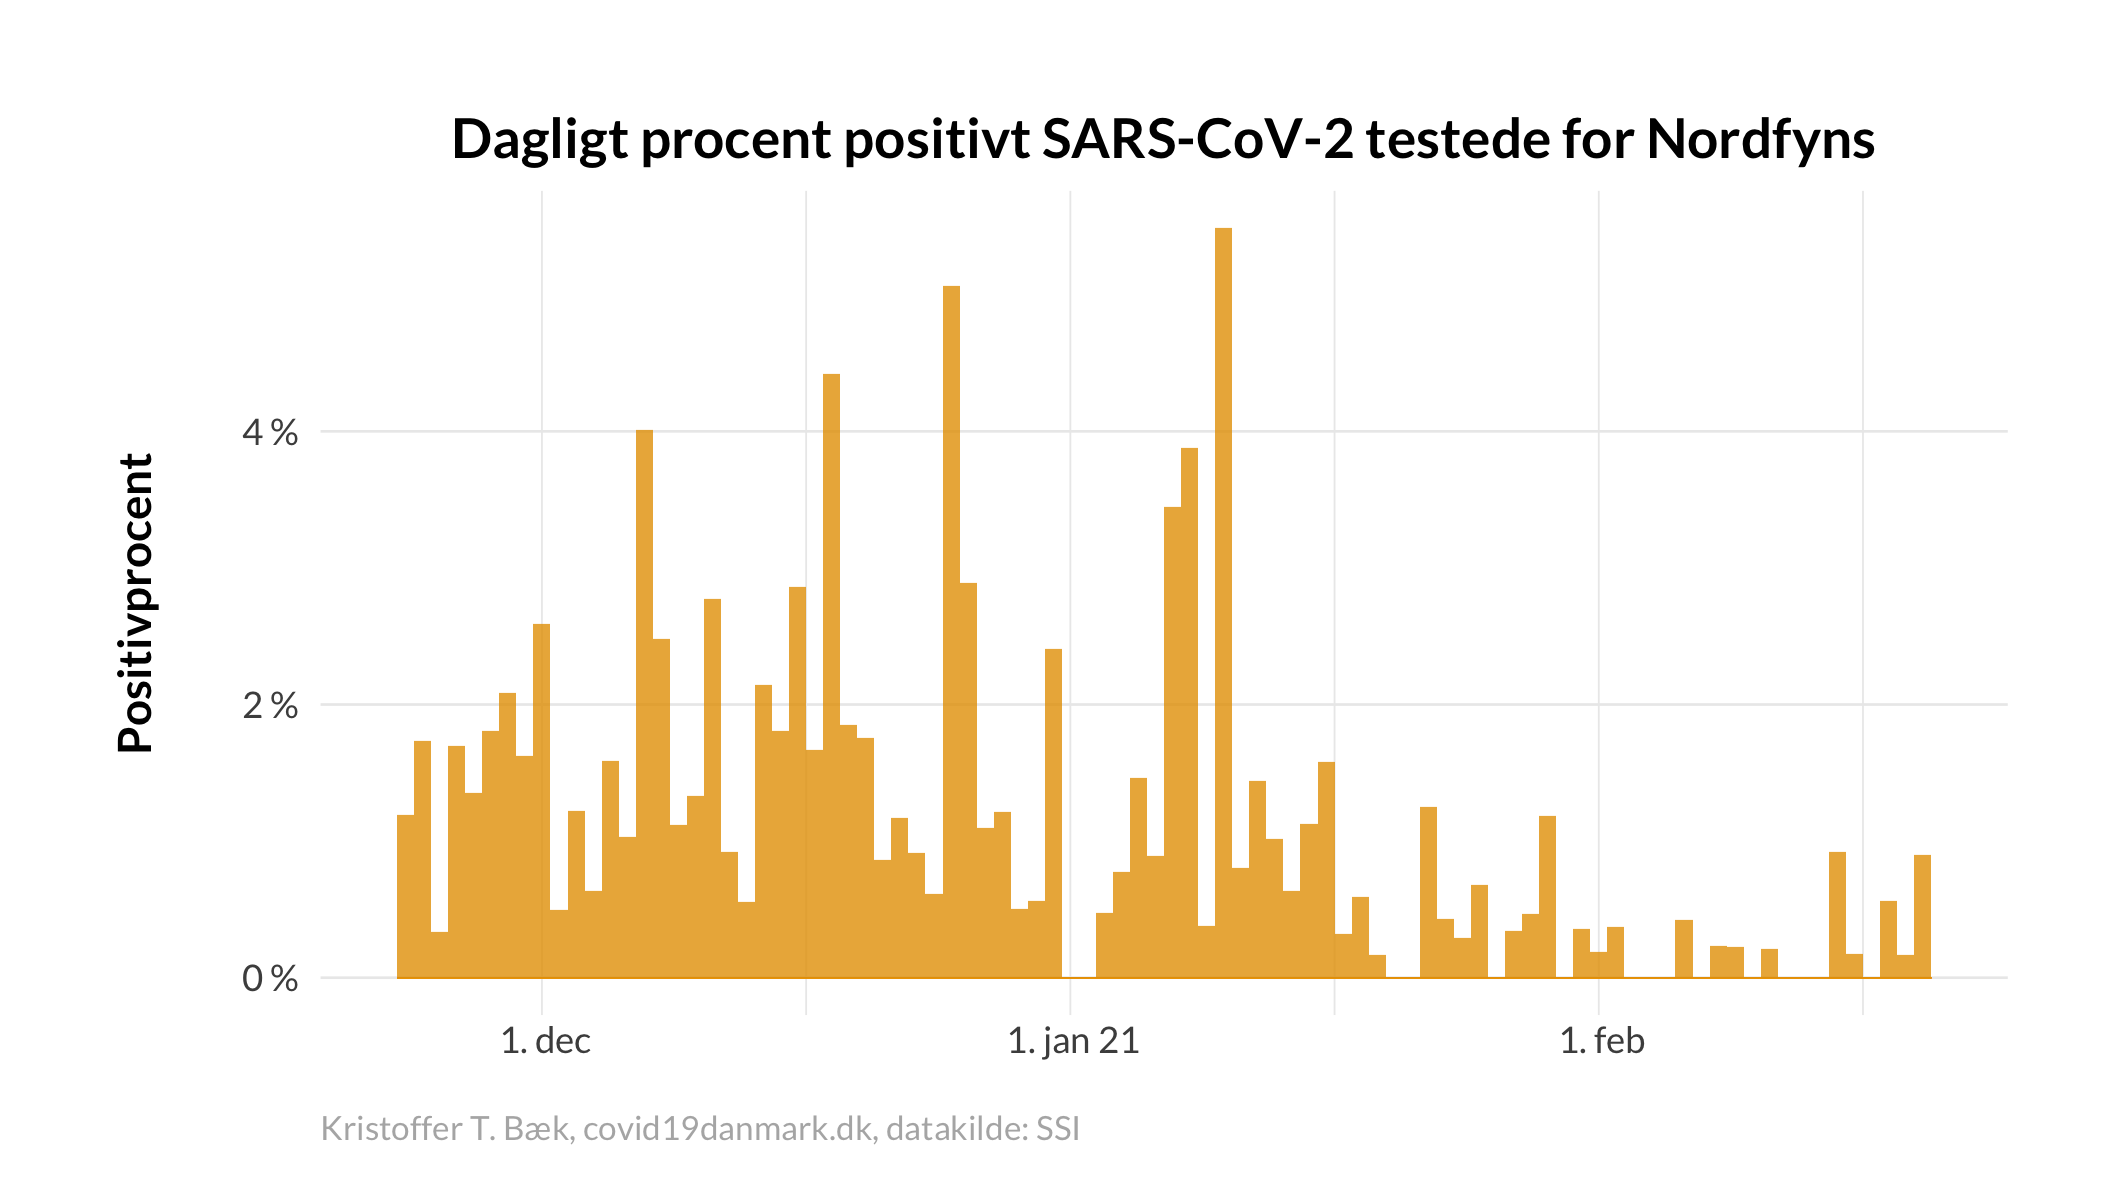 Dagligt procent positivt SARS-CoV-2 testede for Nordfyns
Positivprocent
4 %
2 %
0 %
1. dec
1. jan 21
1. feb
Kristoffer T. Bæk, covid19danmark.dk, datakilde: SSI